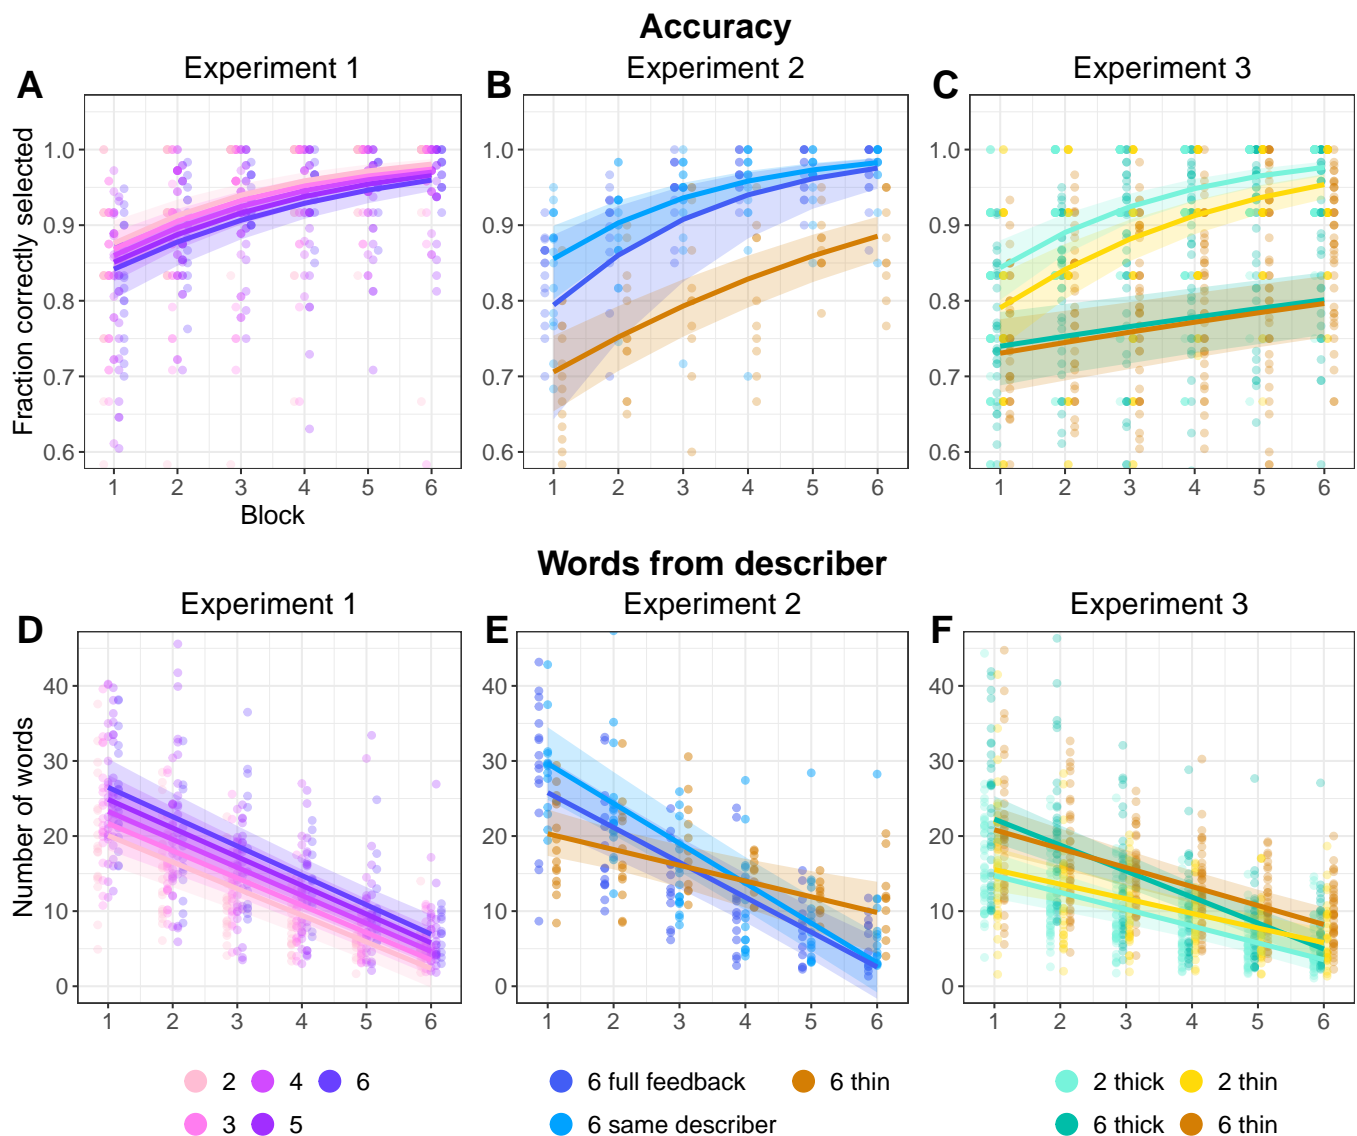 Accuracy
Experiment 1
Experiment 2
Experiment 3
A
B
C
Fraction correctly selected
1.0
0.9
0.8
0.7
0.6
1 2 3 4 5 6
Block
1.0
0.9
0.8
0.7
0.6
1 2 3 4 5 6
1.0
0.9
0.8
0.7
0.6
1 2 3 4 5 6
Words from describer
Experiment 1
Experiment 2
Experiment 3
D
E
F
Number of words
40
30
20
10
0
1 2 3 4 5 6
40
30
20
10
0
1 2 3 4 5 6
40
30
20
10
0
1 2 3 4 5 6
2 4 6
3 5
6 full feedback 6 thin
6 same describer
2 thick 2 thin
6 thick 6 thin